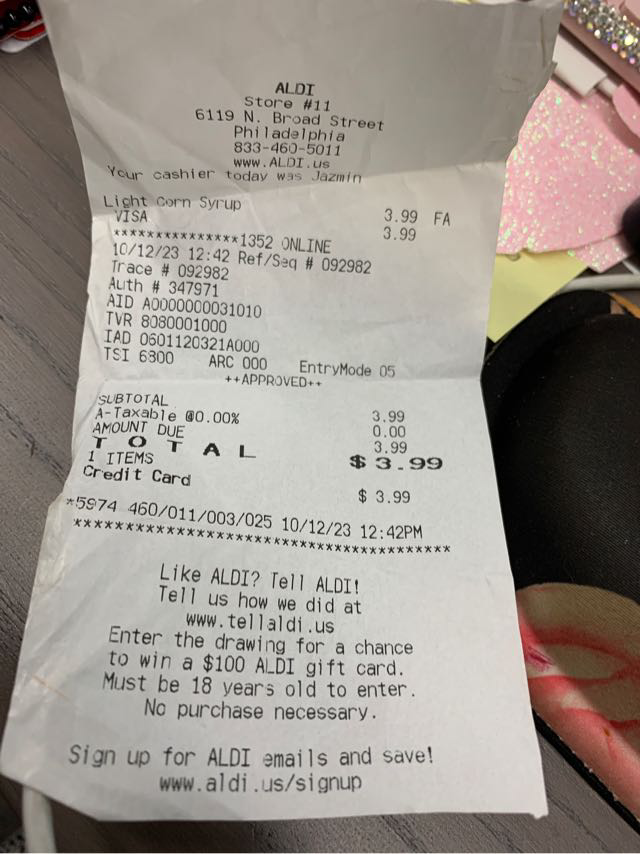 ALDI
Store #11
6119 N. Broad Street
Philadelphia
833-460-5011
www.ALDI.us
Your cashier today was Jazmin
Light Corn Syrup 3.99 FA
VISA 3.99
***************1352 ONLINE
10/12/23 12:42 Ref/Seq # 092982
Trace # 092982
Auth # 347971
AID A0000000031010
TVR 8080001000
IAD 0601120321A000
TSI 6800 ARC 000 EntryMode 05
++APPROVED++
SUBTOTAL 3.99
A-Taxable @0.00% 0.00
AMOUNT DUE 3.99
TOTAL $3.99
1 ITEMS
Credit Card $ 3.99
*5974 460/011/003/025 10/12/23 12:42PM
****************************************
Like ALDI? Tell ALDI!
Tell us how we did at
www.tellaldi.us
Enter the drawing for a chance
to win a $100 ALDI gift card.
Must be 18 years old to enter.
No purchase necessary.
Sign up for ALDI emails and save!
www.aldi.us/signup